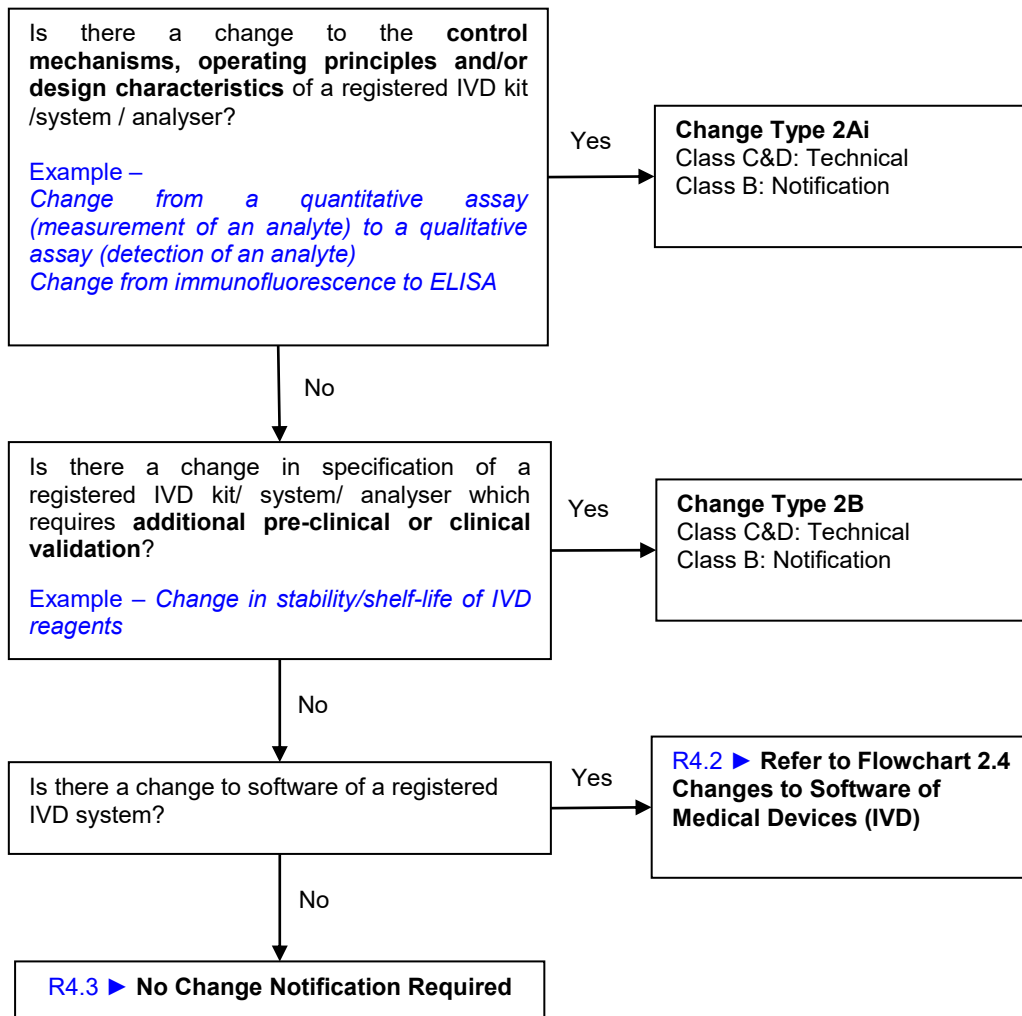 Is there a change to the control
mechanisms, operating principles and/or
design characteristics of a registered IVD kit
/system / analyser?
Example –
Change from a quantitative assay
(measurement of an analyte) to a qualitative
assay (detection of an analyte)
Change from immunofluorescence to ELISA
Yes
Change Type 2Ai
Class C&D: Technical
Class B: Notification
No
Is there a change in specification of a
registered IVD kit/ system/ analyser which
requires additional pre-clinical or clinical
validation?
Example – Change in stability/shelf-life of IVD
reagents
Yes
Change Type 2B
Class C&D: Technical
Class B: Notification
No
Is there a change to software of a registered
IVD system?
Yes
R4.2 ► Refer to Flowchart 2.4
Changes to Software of
Medical Devices (IVD)
No
R4.3 ► No Change Notification Required